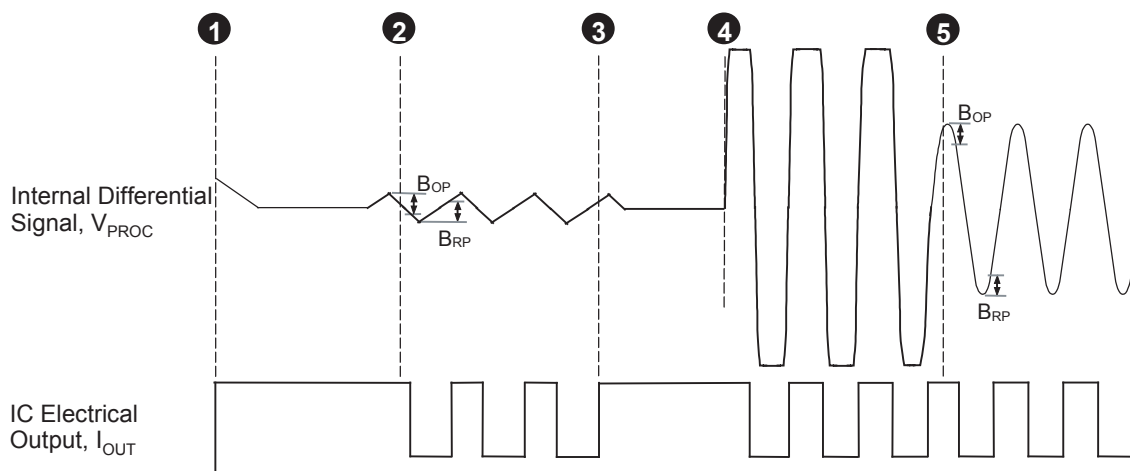 1 2 3 4 5
Internal Differential
Signal, VPROC
BOP
BRP
BOP
BRP
IC Electrical
Output, IOUT